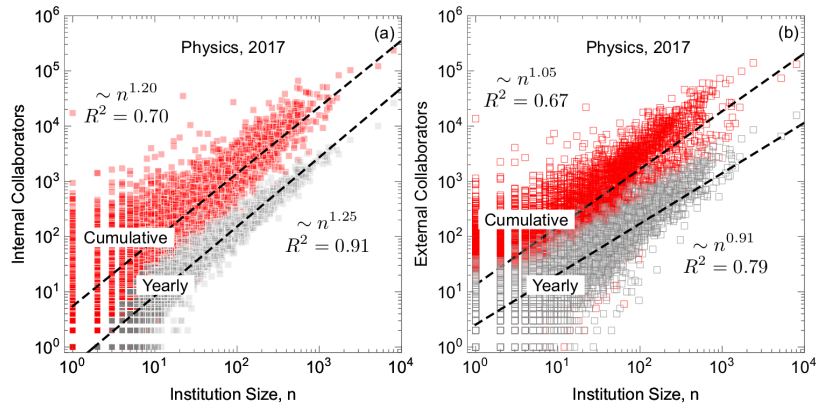 (a)
Physics, 2017
10^6
10^5
10^4
10^3
10^2
10^1
10^0
Internal Collaborators
∼ n^{1.20}
R^2 = 0.70
∼ n^{1.25}
R^2 = 0.91
Cumulative
Yearly
10^0 10^1 10^2 10^3 10^4
Institution Size, n
(b)
Physics, 2017
10^6
10^5
10^4
10^3
10^2
10^1
10^0
External Collaborators
∼ n^{1.05}
R^2 = 0.67
∼ n^{0.91}
R^2 = 0.79
Cumulative
Yearly
10^0 10^1 10^2 10^3 10^4
Institution Size, n